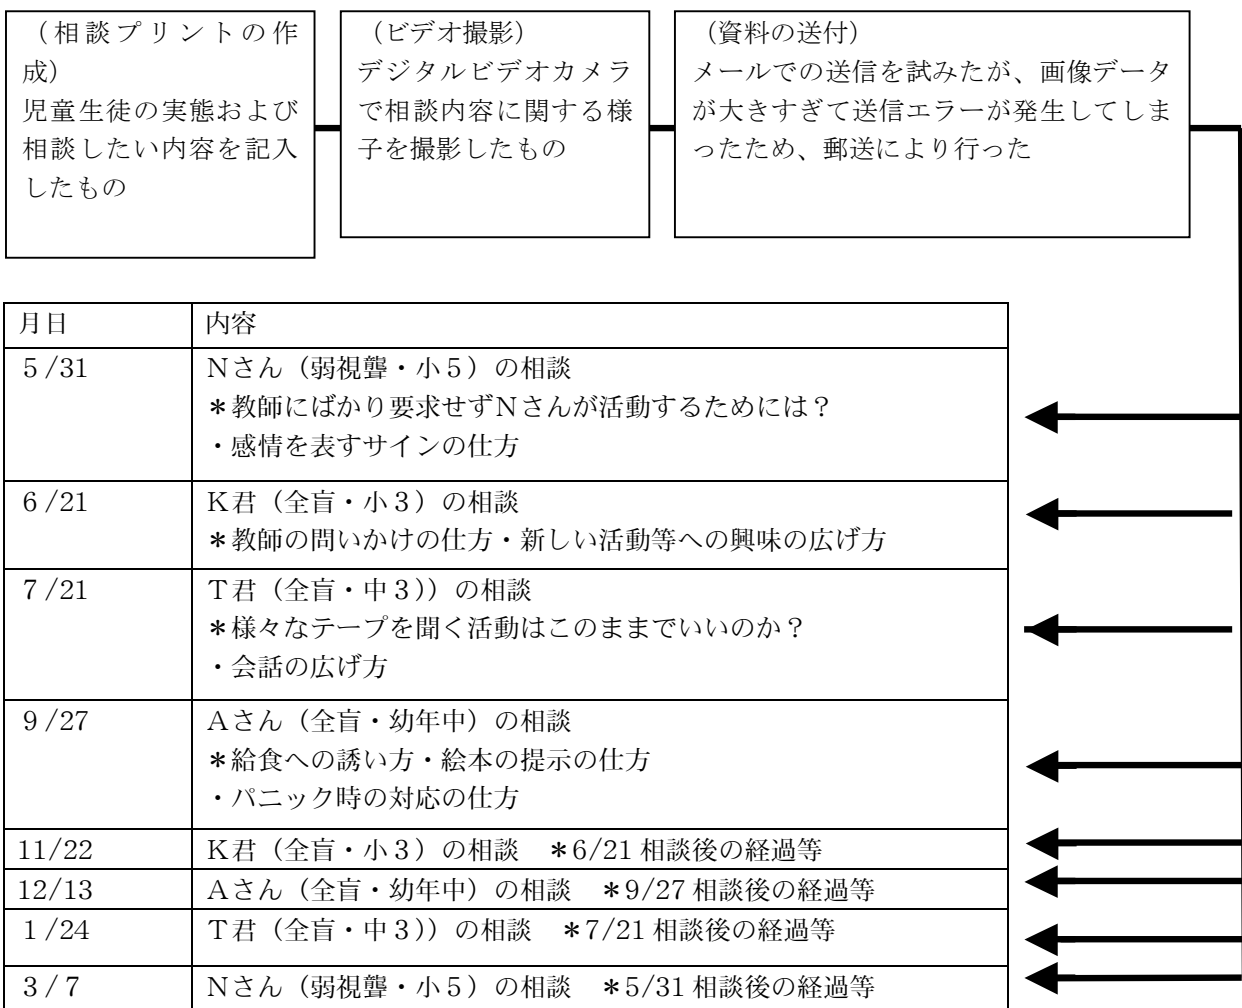 （相談プリントの作
成）
児童生徒の実態および
相談したい内容を記入
したもの
（ビデオ撮影）
デジタルビデオカメラ
で相談内容に関する様
子を撮影したもの
（資料の送付）
メールでの送信を試みたが、画像データ
が大きすぎて送信エラーが発生してしま
ったため、郵送により行った
月日 内容
５/31 Ｎさん（弱視聾・小５）の相談
＊教師にばかり要求せずＮさんが活動するためには？
・感情を表すサインの仕方
６/21 Ｋ君（全盲・小３）の相談
＊教師の問いかけの仕方・新しい活動等への興味の広げ方
７/21 Ｔ君（全盲・中３)）の相談
＊様々なテープを聞く活動はこのままでいいのか？
・会話の広げ方
９/27 Ａさん（全盲・幼年中）の相談
＊給食への誘い方・絵本の提示の仕方
・パニック時の対応の仕方
11/22 Ｋ君（全盲・小３）の相談　＊6/21 相談後の経過等
12/13 Ａさん（全盲・幼年中）の相談　＊9/27 相談後の経過等
１/24 Ｔ君（全盲・中３)）の相談　＊7/21 相談後の経過等
３/７ Ｎさん（弱視聾・小５）の相談　＊5/31 相談後の経過等